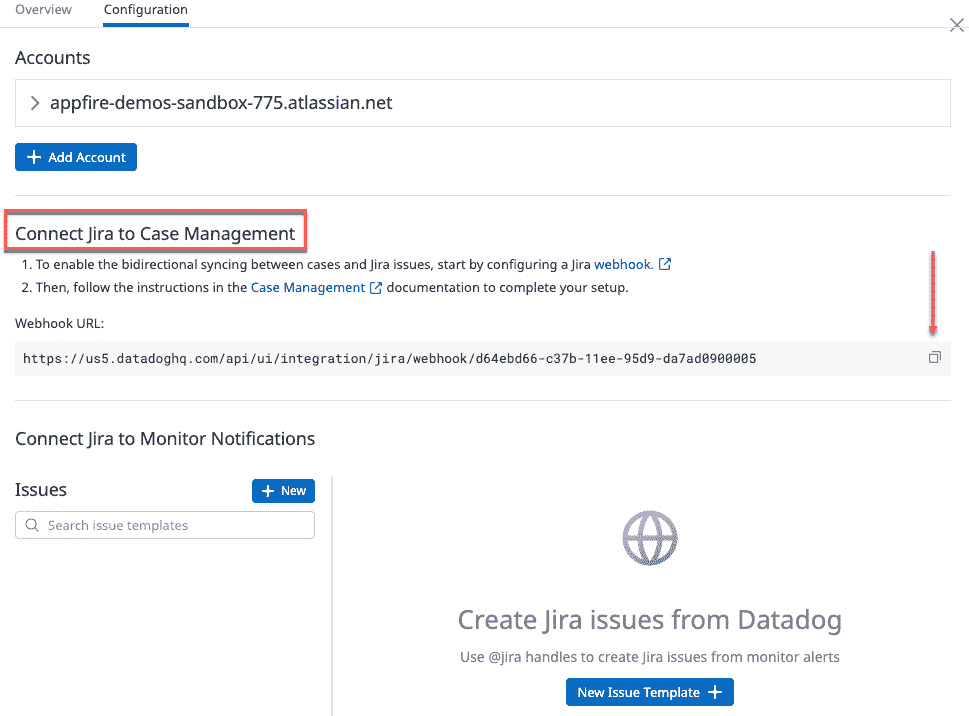 Overview
Configuration
Accounts
appfire-demos-sandbox-775.atlassian.net
Add Account
Connect Jira to Case Management
1. To enable the bidirectional syncing between cases and Jira issues, start by configuring a Jira webhook.
2. Then, follow the instructions in the Case Management documentation to complete your setup.
Webhook URL:
https://us5.datadoghq.com/api/ui/integration/jira/webhook/d64ebd66-c37b-11ee-95d9-da7ad0900005
Connect Jira to Monitor Notifications
Issues
New
Search issue templates
Create Jira issues from Datadog
Use @jira handles to create Jira issues from monitor alerts
New Issue Template